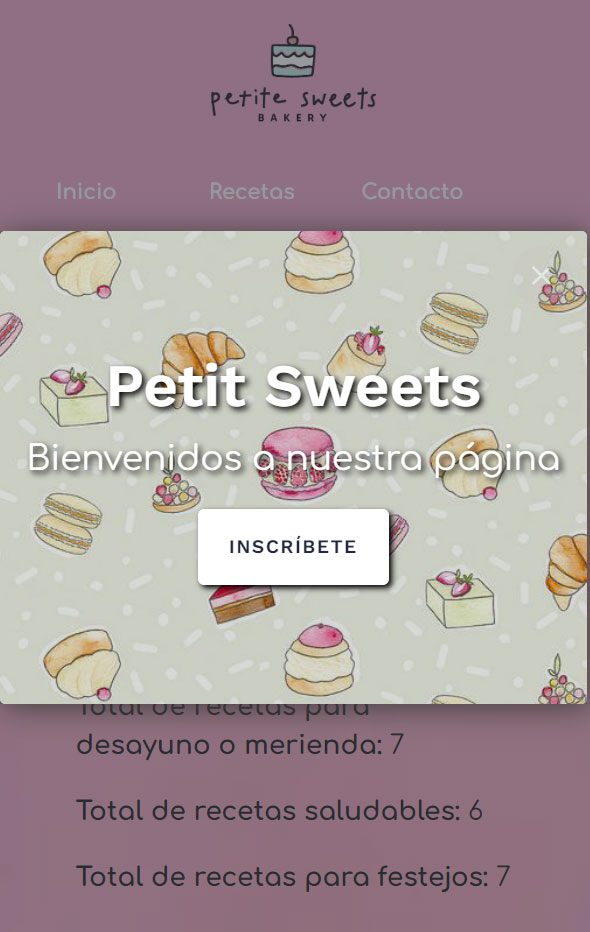 petite sweets
BAKERY
Inicio Recetas Contacto
×
Petit Sweets
Bienvenidos a nuestra página
INSCRÍBETE
Total de recetas para
desayuno o merienda: 7
Total de recetas saludables: 6
Total de recetas para festejos: 7